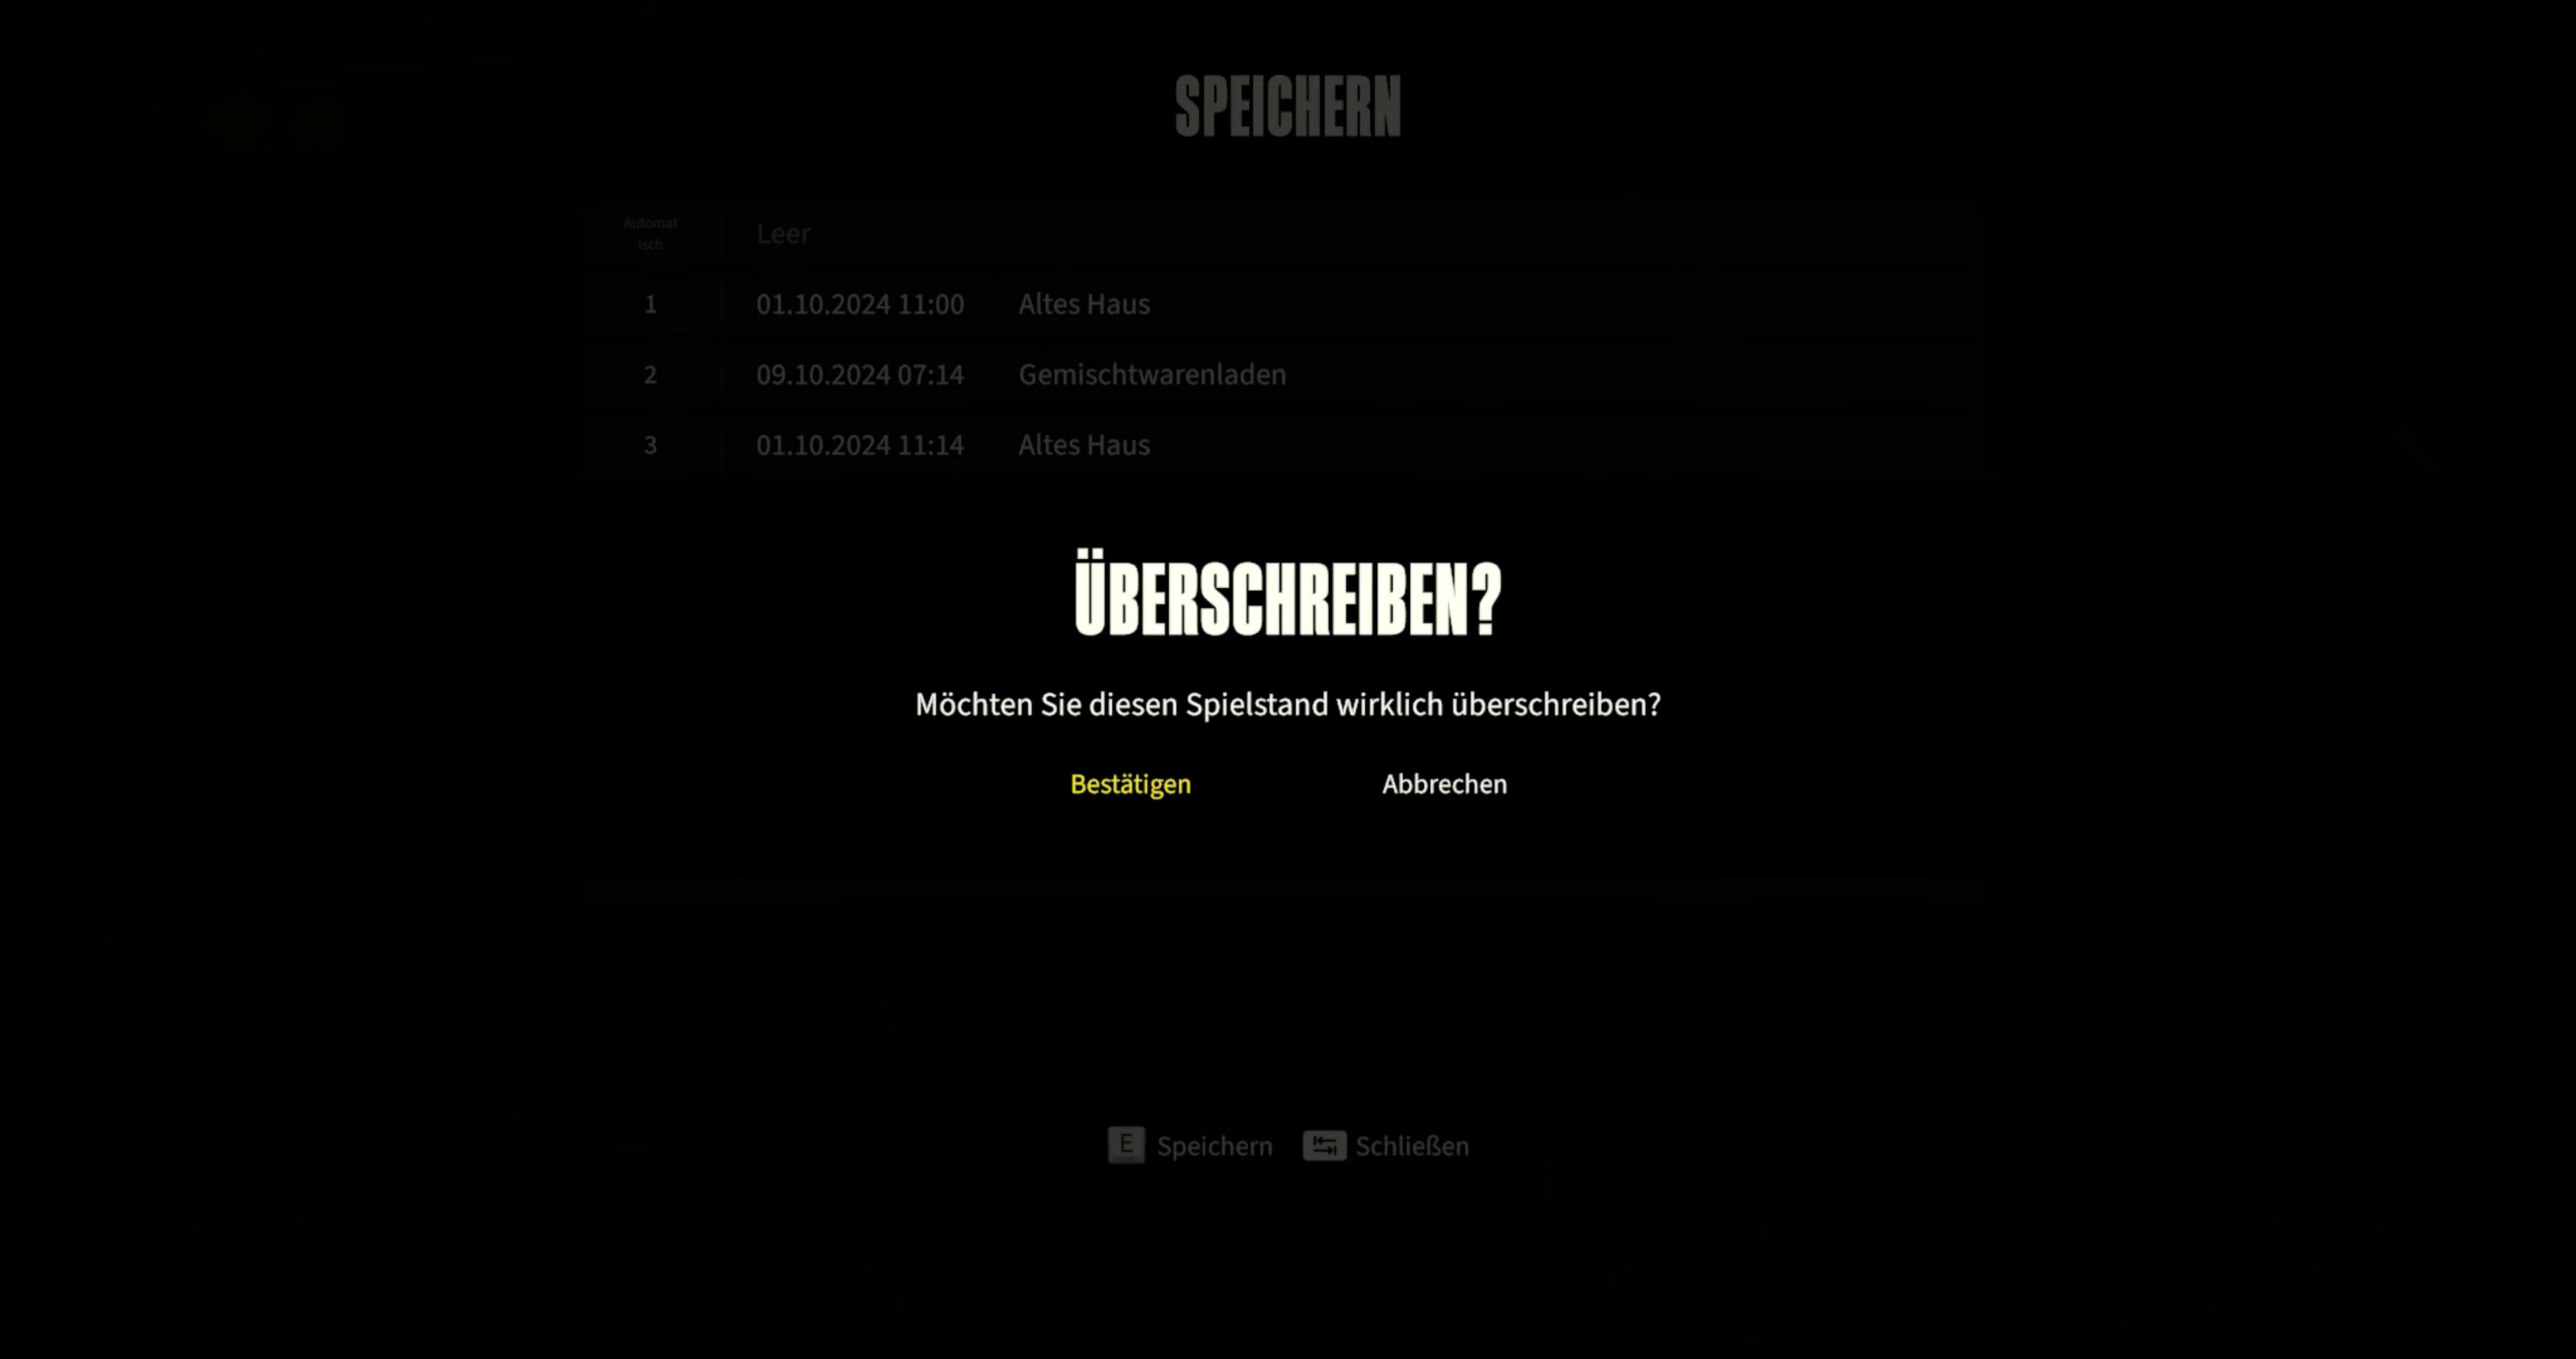 SPEICHERN
Automat
isch
Leer
1 01.10.2024 11:00 Altes Haus
2 09.10.2024 07:14 Gemischtwarenladen
3 01.10.2024 11:14 Altes Haus
ÜBERSCHREIBEN?
Möchten Sie diesen Spielstand wirklich überschreiben?
Bestätigen Abbrechen
E Speichern Schließen